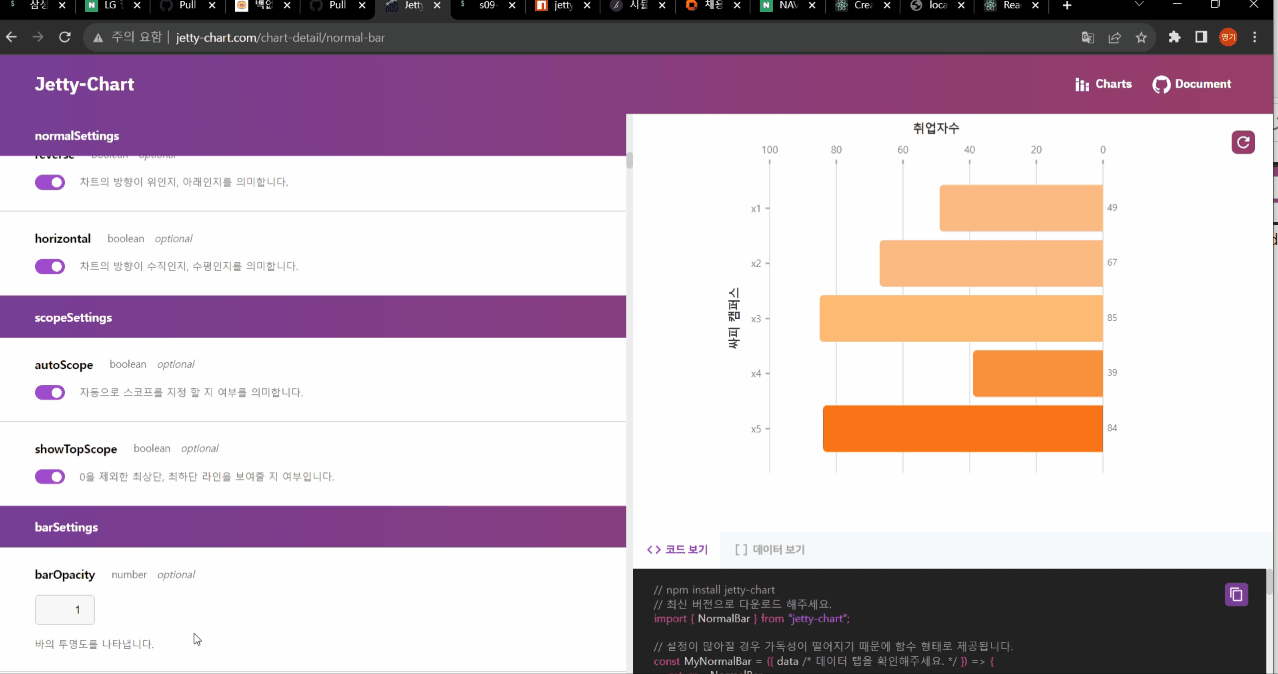 삼성
LG
Pull
백업
Pull
Jetty
s09-
jetty
시를
채용
NAV
Crea
loca
Rea
주의 요함 | jetty-chart.com/chart-detail/normal-bar
명기
Jetty-Chart
Charts
Document
normalSettings
reverse boolean optional
차트의 방향이 위인지, 아래인지를 의미합니다.
horizontal boolean optional
차트의 방향이 수직인지, 수평인지를 의미합니다.
scopeSettings
autoScope boolean optional
자동으로 스코프를 지정 할 지 여부를 의미합니다.
showTopScope boolean optional
0을 제외한 최상단, 최하단 라인을 보여줄 지 여부입니다.
barSettings
barOpacity number optional
1
바의 투명도를 나타냅니다.
취업자수
100 80 60 40 20 0
싸피 캠퍼스
x1 49
x2 67
x3 85
x4 39
x5 84
<> 코드 보기
[ ] 데이터 보기
// npm install jetty-chart
// 최신 버전으로 다운로드 해주세요.
import { NormalBar } from "jetty-chart";
// 설정이 많아질 경우 가독성이 떨어지기 때문에 함수 형태로 제공됩니다.
const MyNormalBar = ({ data /* 데이터 탭을 확인해주세요. */ }) => {